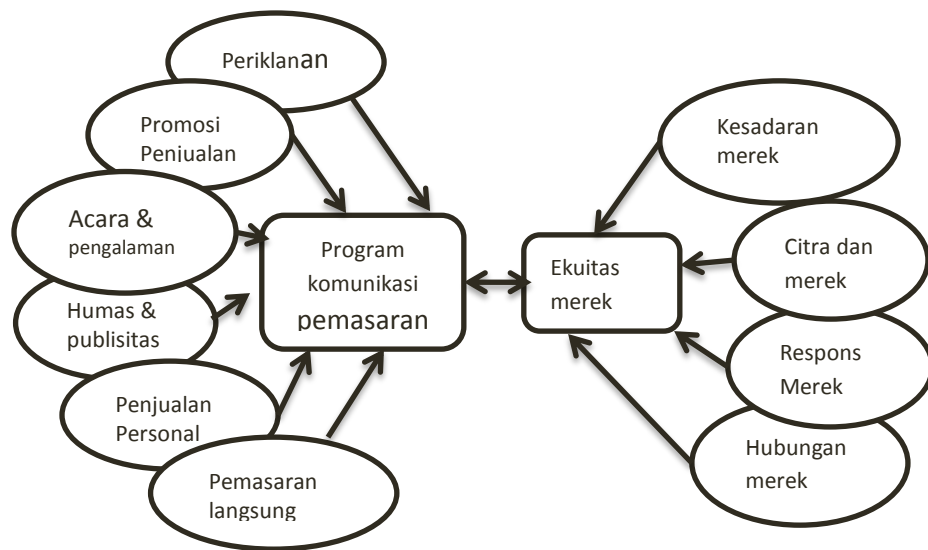 Periklanan
Promosi
Penjualan
Acara &
pengalaman
Humas &
publisitas
Penjualan
Personal
Pemasaran
langsung
Program
komunikasi
pemasaran
Ekuitas
merek
Kesadaran
merek
Citra dan
merek
Respons
Merek
Hubungan
merek